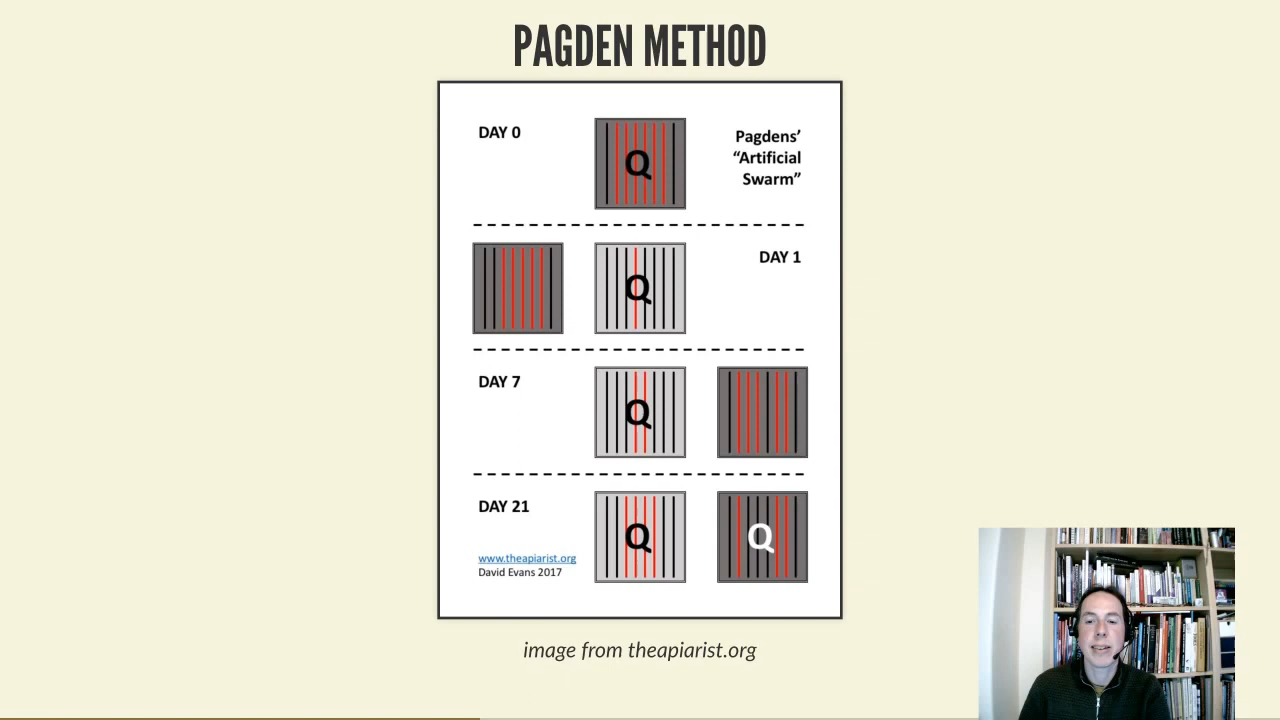 PAGDEN METHOD
DAY 0
Q
Pagdens’
“Artificial
Swarm”
Q
DAY 1
DAY 7
Q
DAY 21
Q
Q
www.theapiarist.org
David Evans 2017
image from theapiarist.org